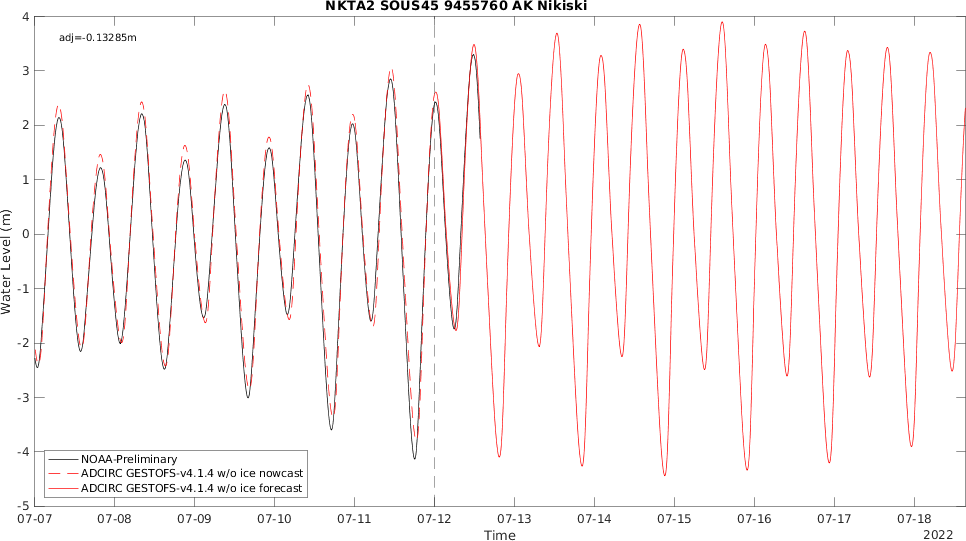 NKTA2 SOUS45 9455760 AK Nikiski
adj=-0.13285m
Water Level (m)
4
3
2
1
0
-1
-2
-3
-4
-5
NOAA-Preliminary
ADCIRC GESTOFS-v4.1.4 w/o ice nowcast
ADCIRC GESTOFS-v4.1.4 w/o ice forecast
07-07 07-08 07-09 07-10 07-11 07-12 07-13 07-14 07-15 07-16 07-17 07-18
Time
2022